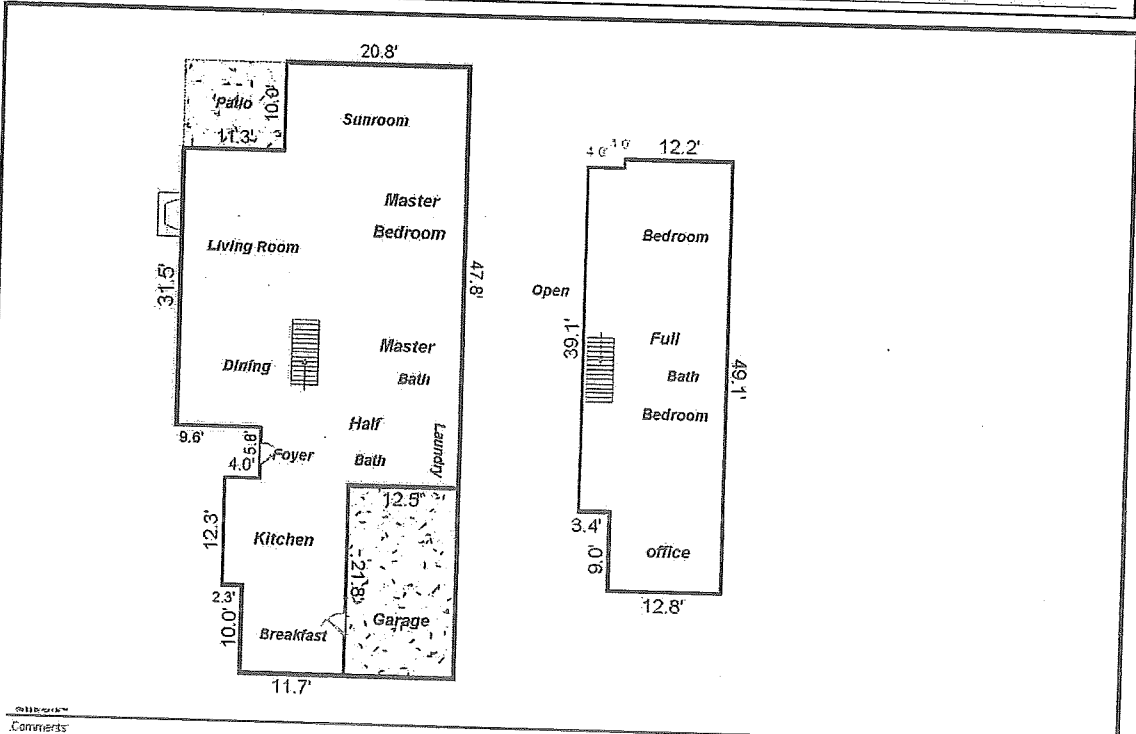 20.8'
Patio
10.0'
11.3'
Sunroom
Master
Bedroom
Living Room
31.5'
47.8'
Dining
Master
Bath
9.6'
5.8'
4.0'
Foyer
Half
Bath
Laundry
12.5'
12.3'
Kitchen
21.8'
2.3'
10.0'
Breakfast
Garage
11.7'
12.2'
Bedroom
Open
39.1'
Full
Bath
49.1'
Bedroom
3.4'
9.0'
office
12.8'
Comments